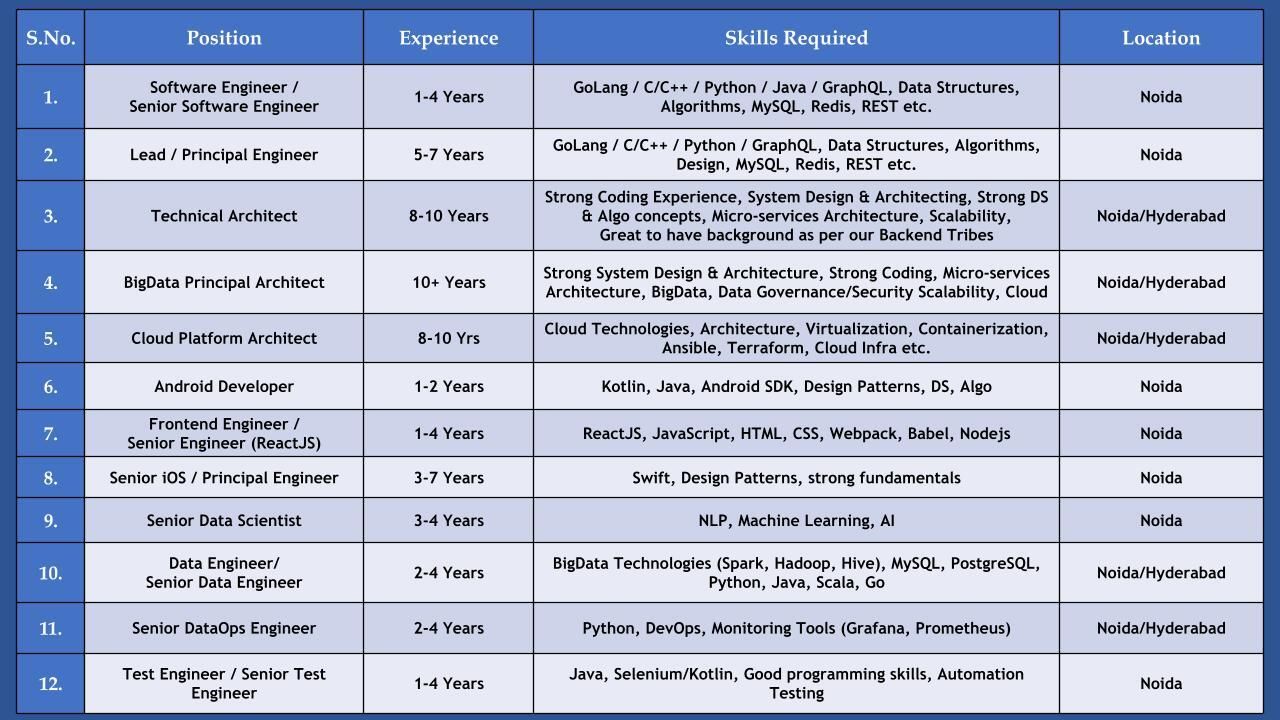 S.No. Position Experience Skills Required Location
1. Software Engineer / Senior Software Engineer 1-4 Years GoLang / C/C++ / Python / Java / GraphQL, Data Structures, Algorithms, MySQL, Redis, REST etc. Noida
2. Lead / Principal Engineer 5-7 Years GoLang / C/C++ / Python / GraphQL, Data Structures, Algorithms, Design, MySQL, Redis, REST etc. Noida
3. Technical Architect 8-10 Years Strong Coding Experience, System Design & Architecting, Strong DS & Algo concepts, Micro-services Architecture, Scalability, Great to have background as per our Backend Tribes Noida/Hyderabad
4. BigData Principal Architect 10+ Years Strong System Design & Architecture, Strong Coding, Micro-services Architecture, BigData, Data Governance/Security Scalability, Cloud Noida/Hyderabad
5. Cloud Platform Architect 8-10 Yrs Cloud Technologies, Architecture, Virtualization, Containerization, Ansible, Terraform, Cloud Infra etc. Noida/Hyderabad
6. Android Developer 1-2 Years Kotlin, Java, Android SDK, Design Patterns, DS, Algo Noida
7. Frontend Engineer / Senior Engineer (ReactJS) 1-4 Years ReactJS, JavaScript, HTML, CSS, Webpack, Babel, Nodejs Noida
8. Senior iOS / Principal Engineer 3-7 Years Swift, Design Patterns, strong fundamentals Noida
9. Senior Data Scientist 3-4 Years NLP, Machine Learning, AI Noida
10. Data Engineer/ Senior Data Engineer 2-4 Years BigData Technologies (Spark, Hadoop, Hive), MySQL, PostgreSQL, Python, Java, Scala, Go Noida/Hyderabad
11. Senior DataOps Engineer 2-4 Years Python, DevOps, Monitoring Tools (Grafana, Prometheus) Noida/Hyderabad
12. Test Engineer / Senior Test Engineer 1-4 Years Java, Selenium/Kotlin, Good programming skills, Automation Testing Noida